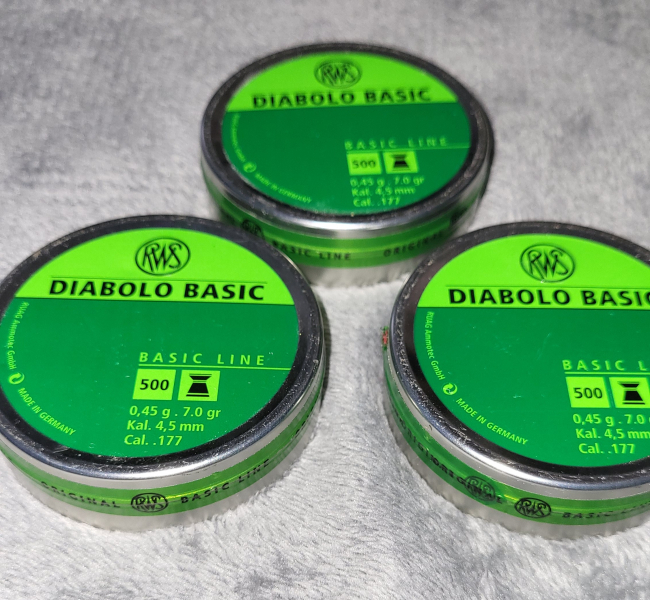 RWS
DIABOLO BASIC
BASIC LINE
500
0,45 g . 7.0 gr
Kal. 4,5 mm
Cal. .177
MADE IN GERMANY
BASIC LINE
ORIGINAL
RWS
DIABOLO BASIC
BASIC LINE
500
0,45 g . 7.0 gr
Kal. 4,5 mm
Cal. .177
RUAG Ammotec GmbH
MADE IN GERMANY
ORIGINAL RWS BASIC LINE
RWS
DIABOLO BASIC
BASIC L
500
0,45 g . 7.0
Kal. 4,5 mm
Cal. .177
RUAG Ammotec GmbH
MADE IN GERMANY
RWS BASIC LIN